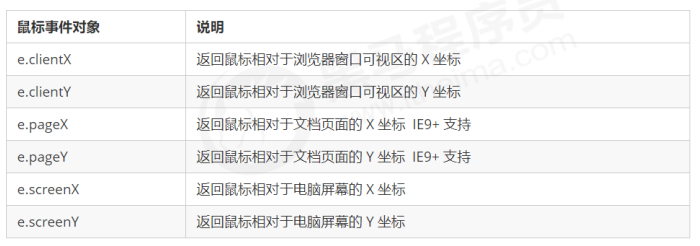 鼠标事件对象 说明
e.clientX 返回鼠标相对于浏览器窗口可视区的 X 坐标
e.clientY 返回鼠标相对于浏览器窗口可视区的 Y 坐标
e.pageX 返回鼠标相对于文档页面的 X 坐标 IE9+ 支持
e.pageY 返回鼠标相对于文档页面的 Y 坐标 IE9+ 支持
e.screenX 返回鼠标相对于电脑屏幕的 X 坐标
e.screenY 返回鼠标相对于电脑屏幕的 Y 坐标